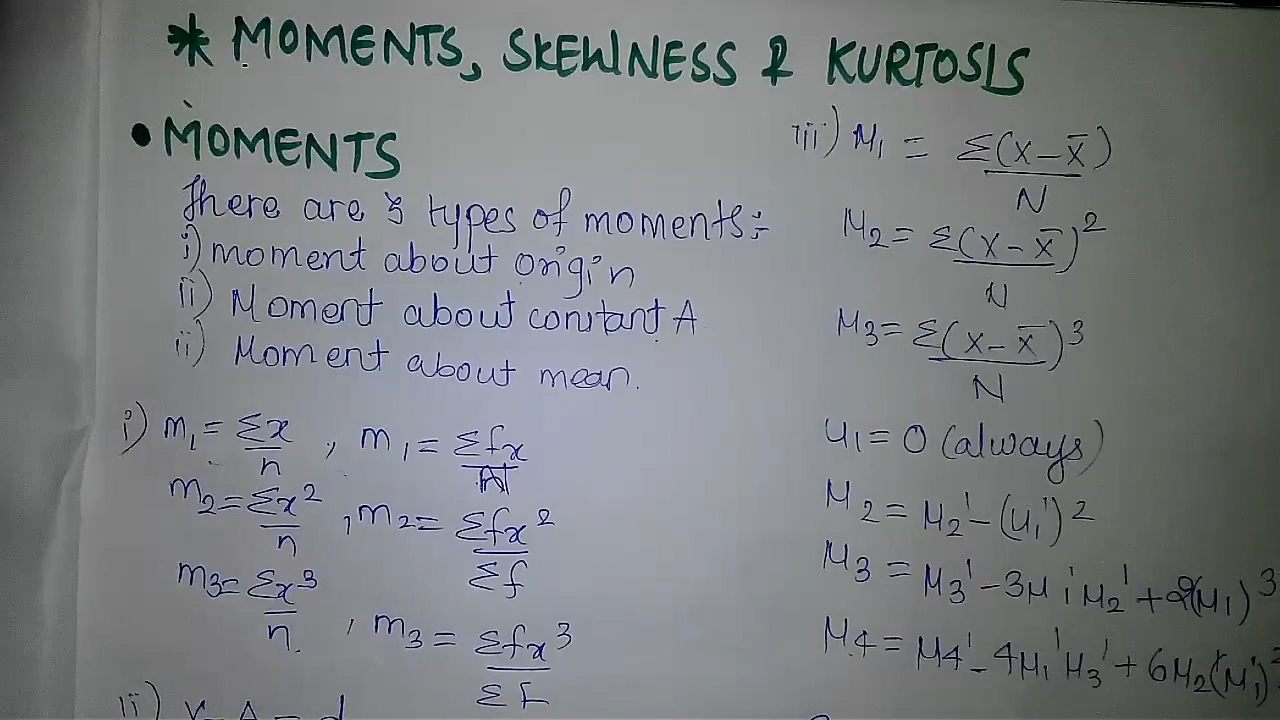 * MOMENTS, SKEWNESS & KURTOSIS
• MOMENTS
There are 3 types of moments:-
i) moment about origin
ii) Moment about constant A
ii) Moment about mean.
i) m₁ = Σx/n , m₁ = Σfx/N
m₂ = Σx²/n , m₂ = Σfx²/Σf
m₃ = Σx³/n , m₃ = Σfx³/Σf
ii) X-A = d
iii) M₁ = Σ(x-x̄)/N
M₂ = Σ(x-x̄)²/N
M₃ = Σ(x-x̄)³/N
u₁ = 0 (always)
M₂ = M₂' - (u₁')²
M₃ = M₃' - 3M₁'M₂' + 2(M₁)³
M₄ = M₄' - 4M₁'M₃' + 6M₂'(M₁')²